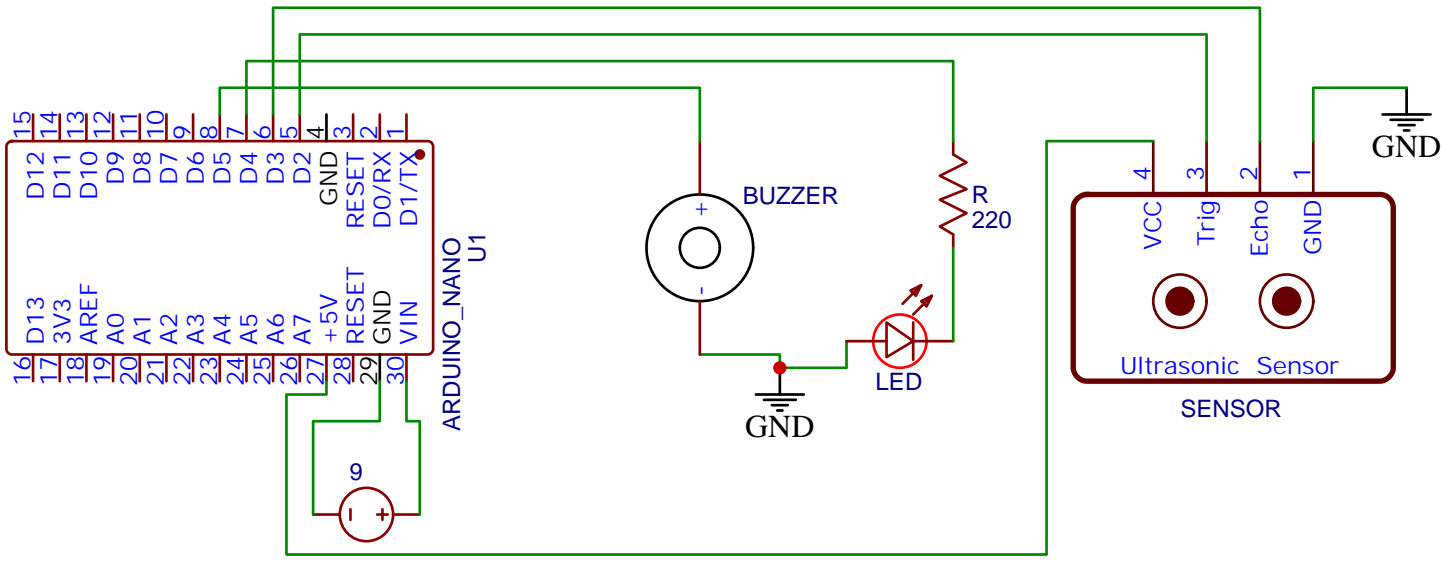 15 14 13 12 11 10 9 8 7 6 5 4 3 2 1
D12 D11 D10 D9 D8 D7 D6 D5 D4 D3 D2 GND RESET D0/RX D1/TX
D13 3V3 AREF A0 A1 A2 A3 A4 A5 A6 A7 +5V RESET GND VIN
16 17 18 19 20 21 22 23 24 25 26 27 28 29 30
ARDUINO_NANO
U1
9
- +
BUZZER
+
-
R
220
LED
GND
GND
4 3 2 1
VCC Trig Echo GND
Ultrasonic Sensor
SENSOR